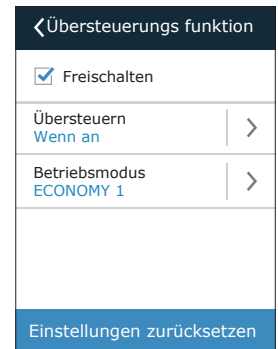 Übersteuerungs funktion
Freischalten
Übersteuern
Wenn an
Betriebsmodus
ECONOMY 1
Einstellungen zurücksetzen